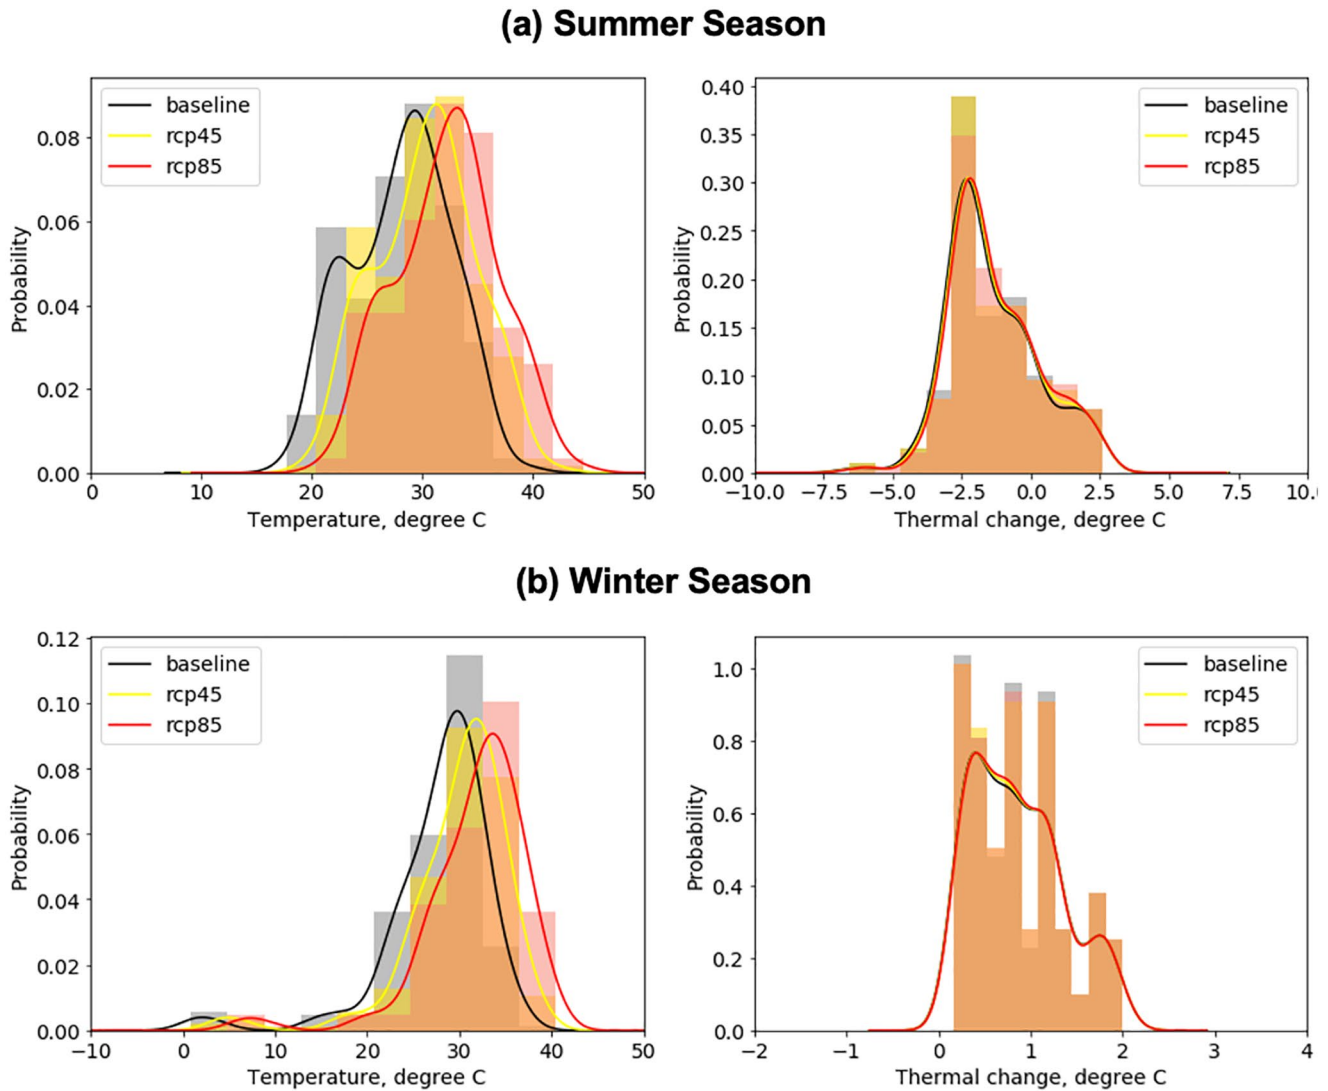 (a) Summer Season
baseline
rcp45
rcp85
0.08
0.06
0.04
0.02
0.00
Probability
0 10 20 30 40 50
Temperature, degree C
baseline
rcp45
rcp85
0.40
0.35
0.30
0.25
0.20
0.15
0.10
0.05
0.00
Probability
−10.0 −7.5 −5.0 −2.5 0.0 2.5 5.0 7.5 10.0
Thermal change, degree C
(b) Winter Season
baseline
rcp45
rcp85
0.12
0.10
0.08
0.06
0.04
0.02
0.00
Probability
−10 0 10 20 30 40 50
Temperature, degree C
baseline
rcp45
rcp85
1.0
0.8
0.6
0.4
0.2
0.0
Probability
−2 −1 0 1 2 3 4
Thermal change, degree C